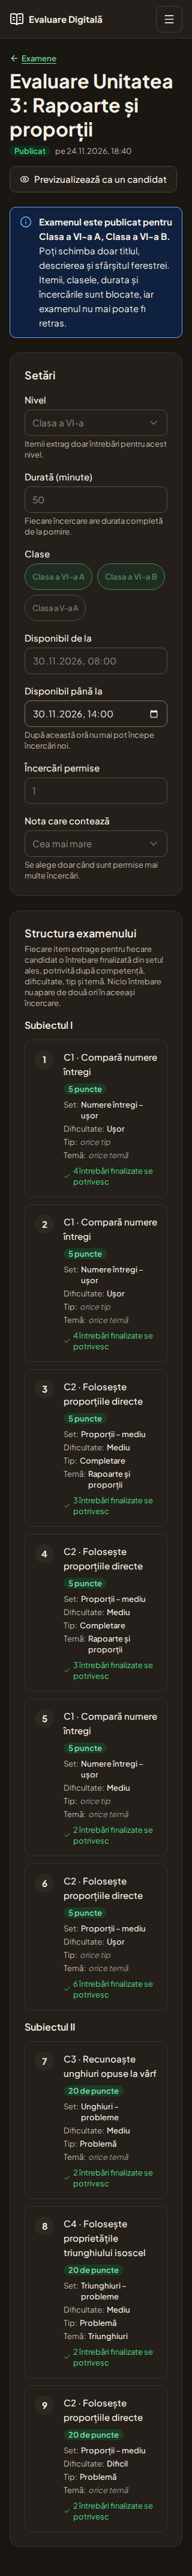 Evaluare Digitală
Examene
Evaluare Unitatea
3: Rapoarte și
proporții
Publicat pe 24.11.2026, 18:40
Previzualizează ca un candidat
Examenul este publicat pentru
Clasa a VI-a A, Clasa a VI-a B.
Poți schimba doar titlul,
descrierea și sfârșitul ferestrei.
Itemii, clasele, durata și
încercările sunt blocate, iar
examenul nu mai poate fi
retras.
Setări
Nivel
Clasa a VI-a
Itemii extrag doar întrebări pentru acest
nivel.
Durată (minute)
50
Fiecare încercare are durata completă
de la pornire.
Clase
Clasa a VI-a A
Clasa a VI-a B
Clasa a V-a A
Disponibil de la
30.11.2026, 08:00
Disponibil până la
30.11.2026, 14:00
După această oră nu mai pot începe
încercări noi.
Încercări permise
1
Nota care contează
Cea mai mare
Se alege doar când sunt permise mai
multe încercări.
Structura examenului
Fiecare item extrage pentru fiecare
candidat o întrebare finalizată din setul
ales, potrivită după competență,
dificultate, tip și temă. Nicio întrebare
nu apare de două ori în aceeași
încercare.
Subiectul I
1
C1 · Compară numere
întregi
5 puncte
Set: Numere întregi –
ușor
Dificultate: Ușor
Tip: orice tip
Temă: orice temă
4 întrebări finalizate se
potrivesc
2
C1 · Compară numere
întregi
5 puncte
Set: Numere întregi –
ușor
Dificultate: Ușor
Tip: orice tip
Temă: orice temă
4 întrebări finalizate se
potrivesc
3
C2 · Folosește
proporțiile directe
5 puncte
Set: Proporții – mediu
Dificultate: Mediu
Tip: Completare
Temă: Rapoarte și
proporții
3 întrebări finalizate se
potrivesc
4
C2 · Folosește
proporțiile directe
5 puncte
Set: Proporții – mediu
Dificultate: Mediu
Tip: Completare
Temă: Rapoarte și
proporții
3 întrebări finalizate se
potrivesc
5
C1 · Compară numere
întregi
5 puncte
Set: Numere întregi –
ușor
Dificultate: Mediu
Tip: orice tip
Temă: orice temă
2 întrebări finalizate se
potrivesc
6
C2 · Folosește
proporțiile directe
5 puncte
Set: Proporții – mediu
Dificultate: Ușor
Tip: orice tip
Temă: orice temă
6 întrebări finalizate se
potrivesc
Subiectul II
7
C3 · Recunoaște
unghiuri opuse la vârf
20 de puncte
Set: Unghiuri –
probleme
Dificultate: Mediu
Tip: Problemă
Temă: orice temă
2 întrebări finalizate se
potrivesc
8
C4 · Folosește
proprietățile
triunghiului isoscel
20 de puncte
Set: Triunghiuri –
probleme
Dificultate: Mediu
Tip: Problemă
Temă: Triunghiuri
2 întrebări finalizate se
potrivesc
9
C2 · Folosește
proporțiile directe
20 de puncte
Set: Proporții – mediu
Dificultate: Dificil
Tip: Problemă
Temă: orice temă
2 întrebări finalizate se
potrivesc